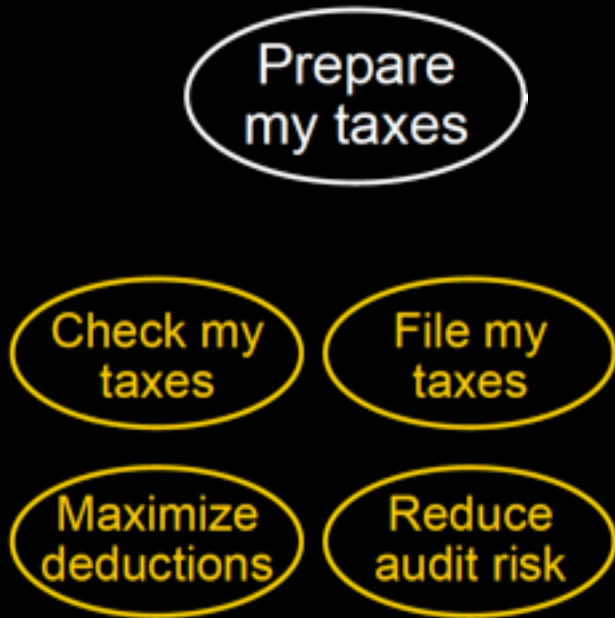 Prepare
my taxes
Check my
taxes
File my
taxes
Maximize
deductions
Reduce
audit risk